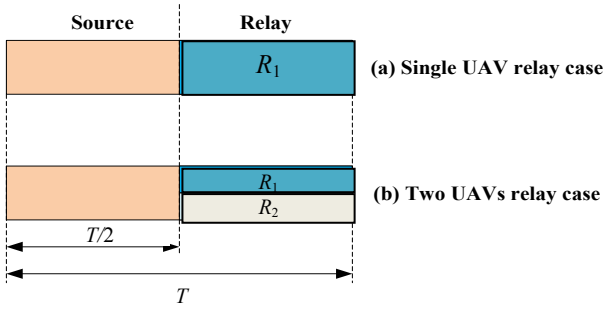 Source Relay
R1
(a) Single UAV relay case
R1
R2
(b) Two UAVs relay case
T/2
T